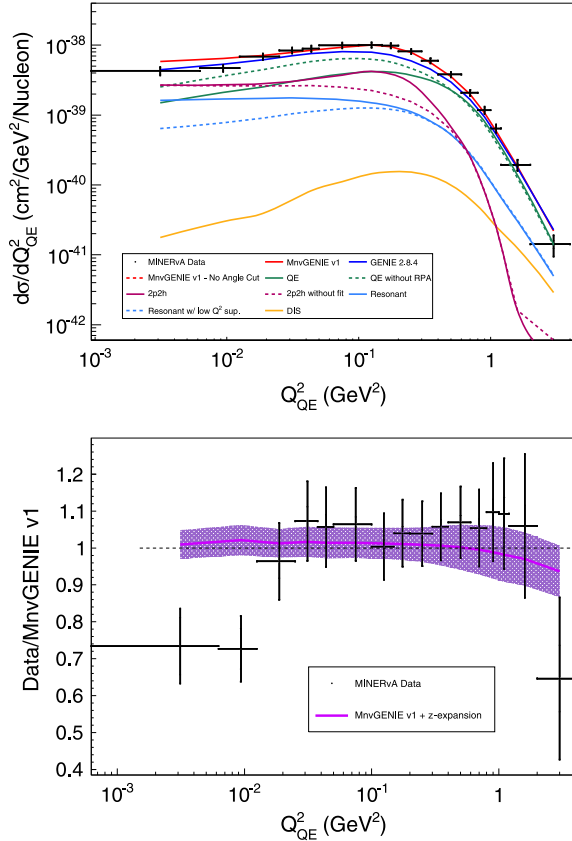 dσ/dQ²_QE (cm²/GeV²/Nucleon)
10⁻³⁸
10⁻³⁹
10⁻⁴⁰
10⁻⁴¹
10⁻⁴²
MINERvA Data
MnvGENIE v1
GENIE 2.8.4
MnvGENIE v1 - No Angle Cut
QE
QE without RPA
2p2h
2p2h without fit
Resonant
Resonant w/ low Q² sup.
DIS
10⁻³
10⁻²
10⁻¹
1
Q²_QE (GeV²)
Data/MnvGENIE v1
1.2
1.1
1
0.9
0.8
0.7
0.6
0.5
0.4
MINERvA Data
MnvGENIE v1 + z-expansion
10⁻³
10⁻²
10⁻¹
1
Q²_QE (GeV²)